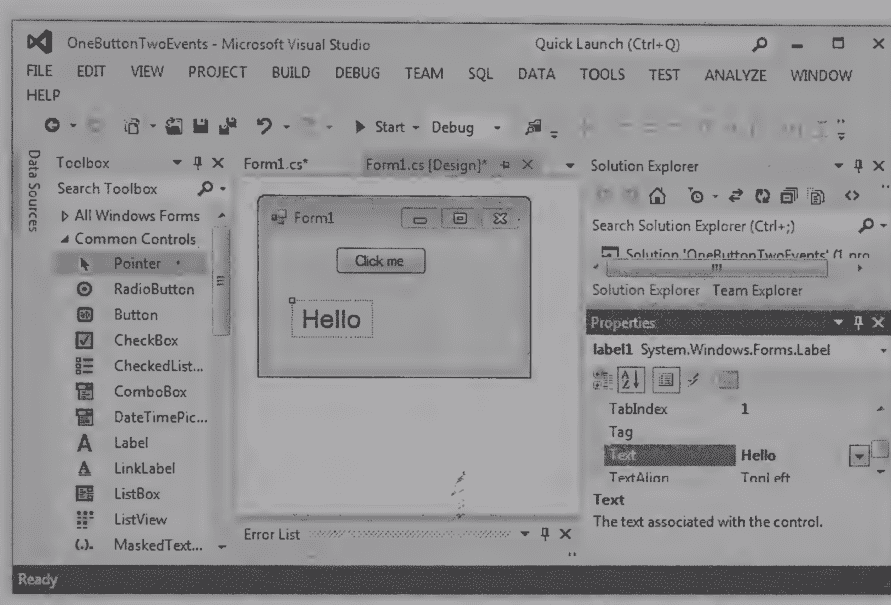 OneButtonTwoEvents - Microsoft Visual Studio Quick Launch (Ctrl+Q)
FILE EDIT VIEW PROJECT BUILD DEBUG TEAM SQL DATA TOOLS TEST ANALYZE WINDOW
HELP
Start Debug
Data Sources
Toolbox
Search Toolbox
All Windows Forms
Common Controls
Pointer
RadioButton
Button
CheckBox
CheckedList...
ComboBox
DateTimePic...
Label
LinkLabel
ListBox
ListView
MaskedText...
Form1.cs* Form1.cs [Design]*
Form1
Click me
Hello
Error List
Solution Explorer
Search Solution Explorer (Ctrl+;)
Solution 'OneButtonTwoEvents' (1 pro
Solution Explorer Team Explorer
Properties
label1 System.Windows.Forms.Label
TabIndex 1
Tag
Text Hello
TextAlign TopLeft
Text
The text associated with the control.
Ready